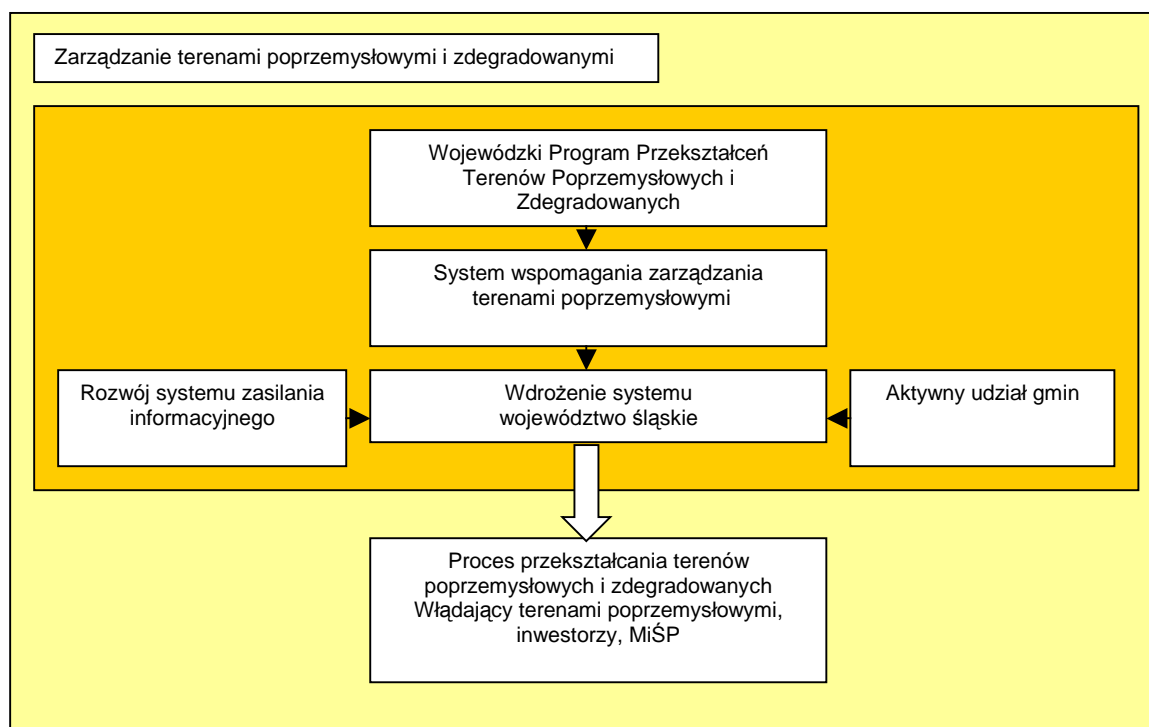 Zarządzanie terenami poprzemysłowymi i zdegradowanymi
Wojewódzki Program Przekształceń
Terenów Poprzemysłowych i
Zdegradowanych
System wspomagania zarządzania
terenami poprzemysłowymi
Rozwój systemu zasilania
informacyjnego
Wdrożenie systemu
województwo śląskie
Aktywny udział gmin
Proces przekształcania terenów
poprzemysłowych i zdegradowanych
Włądający terenami poprzemysłowymi,
inwestorzy, MiŚP